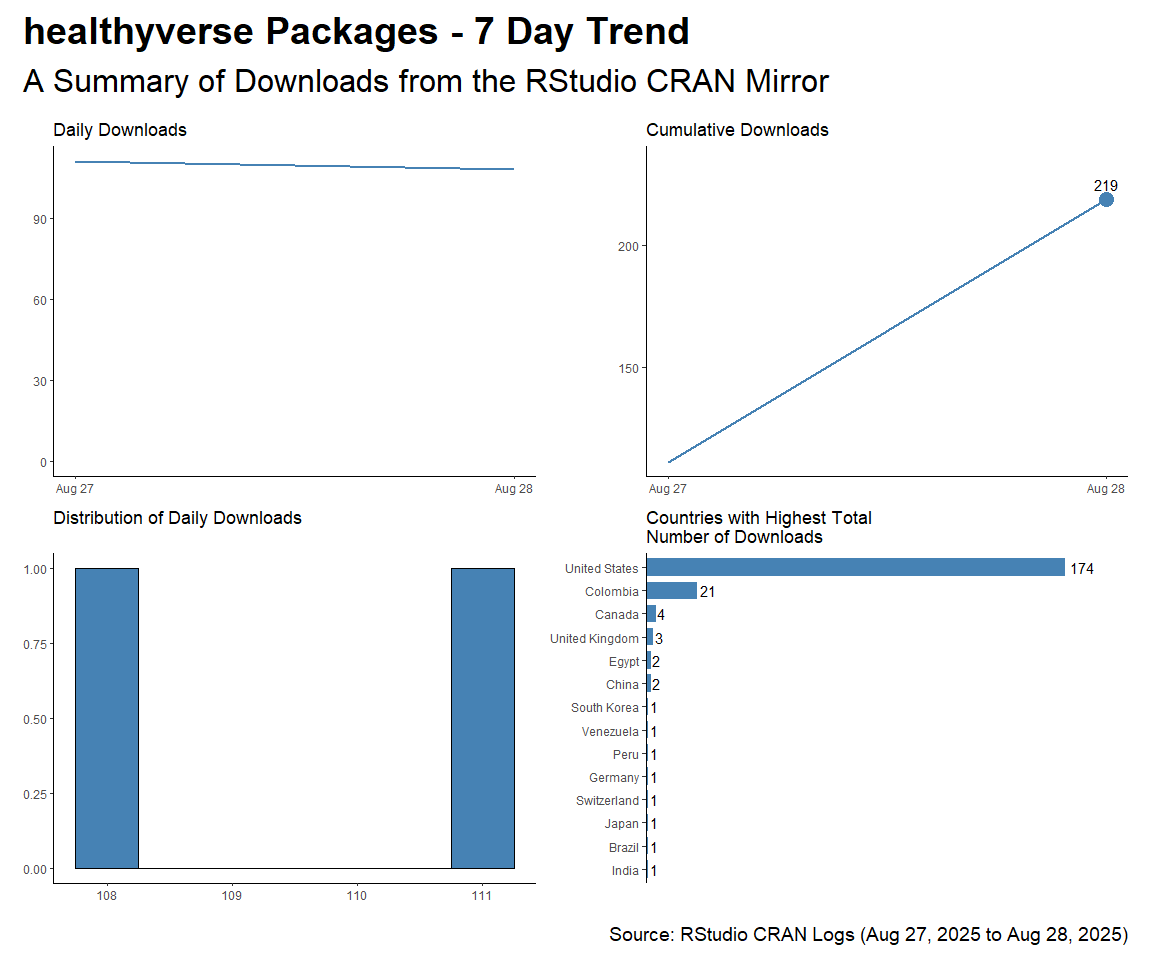 healthyverse Packages - 7 Day Trend
A Summary of Downloads from the RStudio CRAN Mirror
Daily Downloads
90
60
30
0
Aug 27
Aug 28
Cumulative Downloads
219
200
150
Aug 27
Aug 28
Distribution of Daily Downloads
1.00
0.75
0.50
0.25
0.00
108
109
110
111
Countries with Highest Total
Number of Downloads
United States 174
Colombia 21
Canada 4
United Kingdom 3
Egypt 2
China 2
South Korea 1
Venezuela 1
Peru 1
Germany 1
Switzerland 1
Japan 1
Brazil 1
India 1
Source: RStudio CRAN Logs (Aug 27, 2025 to Aug 28, 2025)